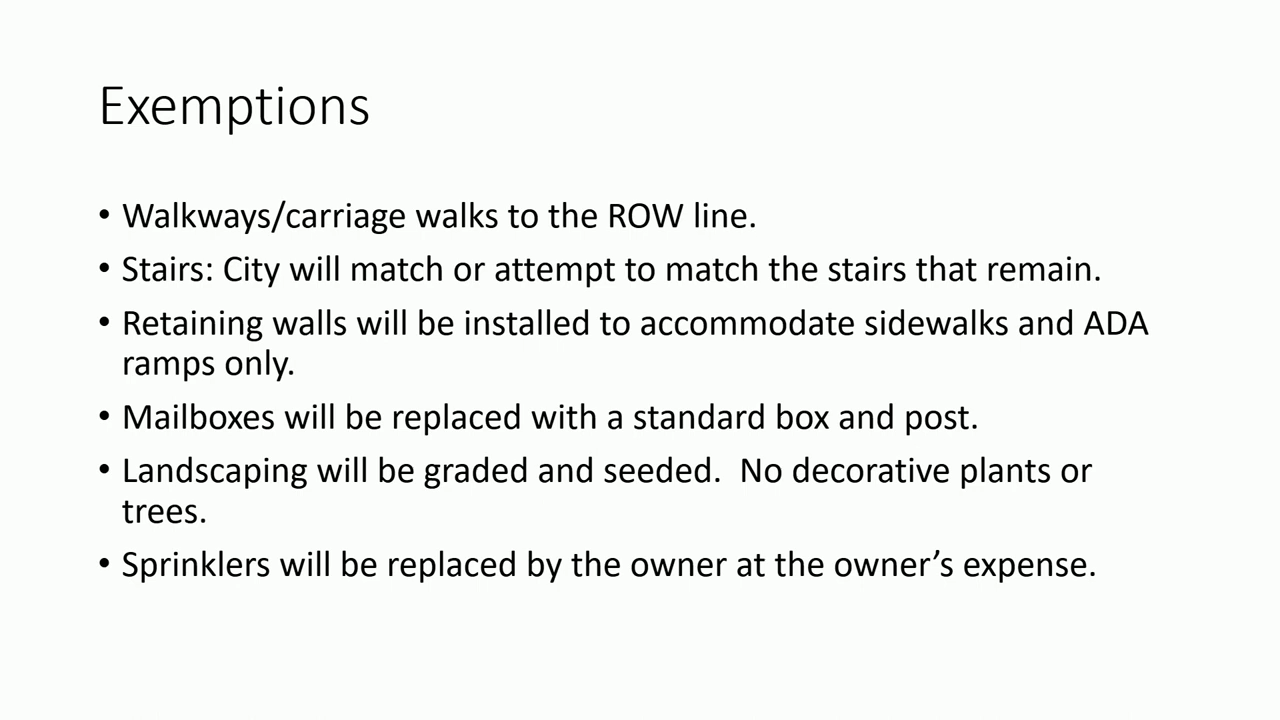 Exemptions
• Walkways/carriage walks to the ROW line.
• Stairs: City will match or attempt to match the stairs that remain.
• Retaining walls will be installed to accommodate sidewalks and ADA
ramps only.
• Mailboxes will be replaced with a standard box and post.
• Landscaping will be graded and seeded.  No decorative plants or
trees.
• Sprinklers will be replaced by the owner at the owner’s expense.